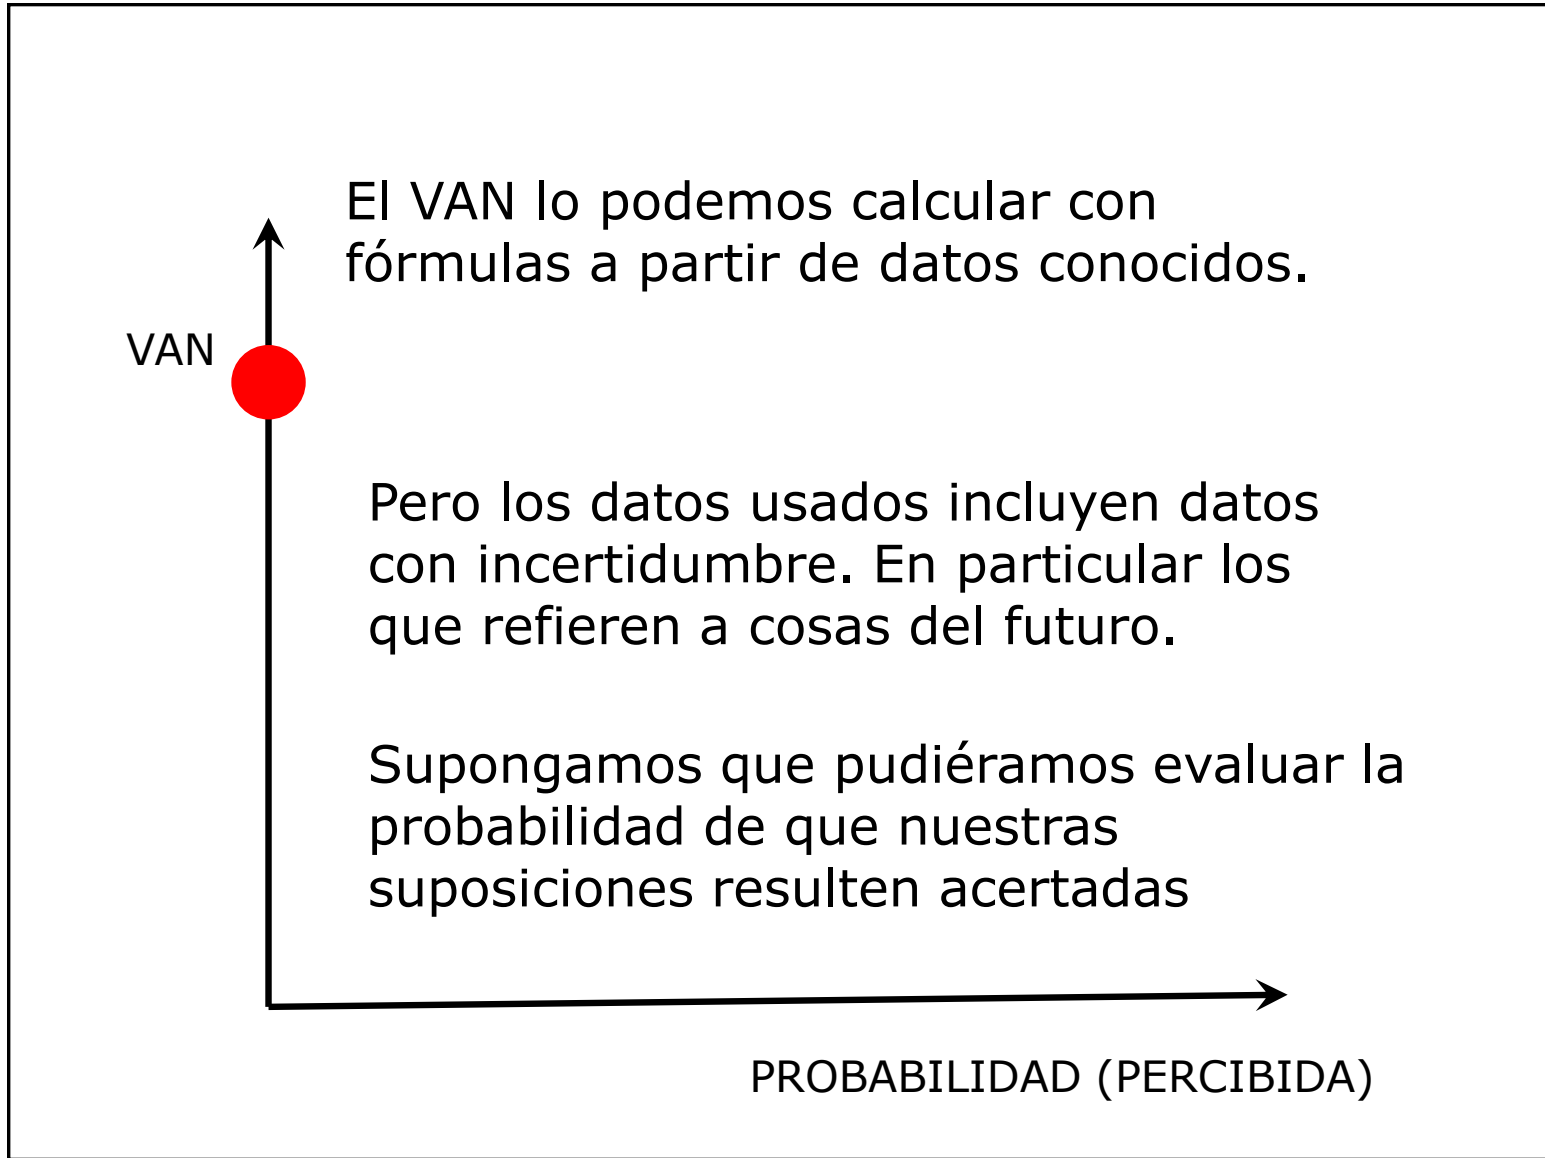 El VAN lo podemos calcular con
fórmulas a partir de datos conocidos.
VAN
Pero los datos usados incluyen datos
con incertidumbre. En particular los
que refieren a cosas del futuro.
Supongamos que pudiéramos evaluar la
probabilidad de que nuestras
suposiciones resulten acertadas
PROBABILIDAD (PERCIBIDA)